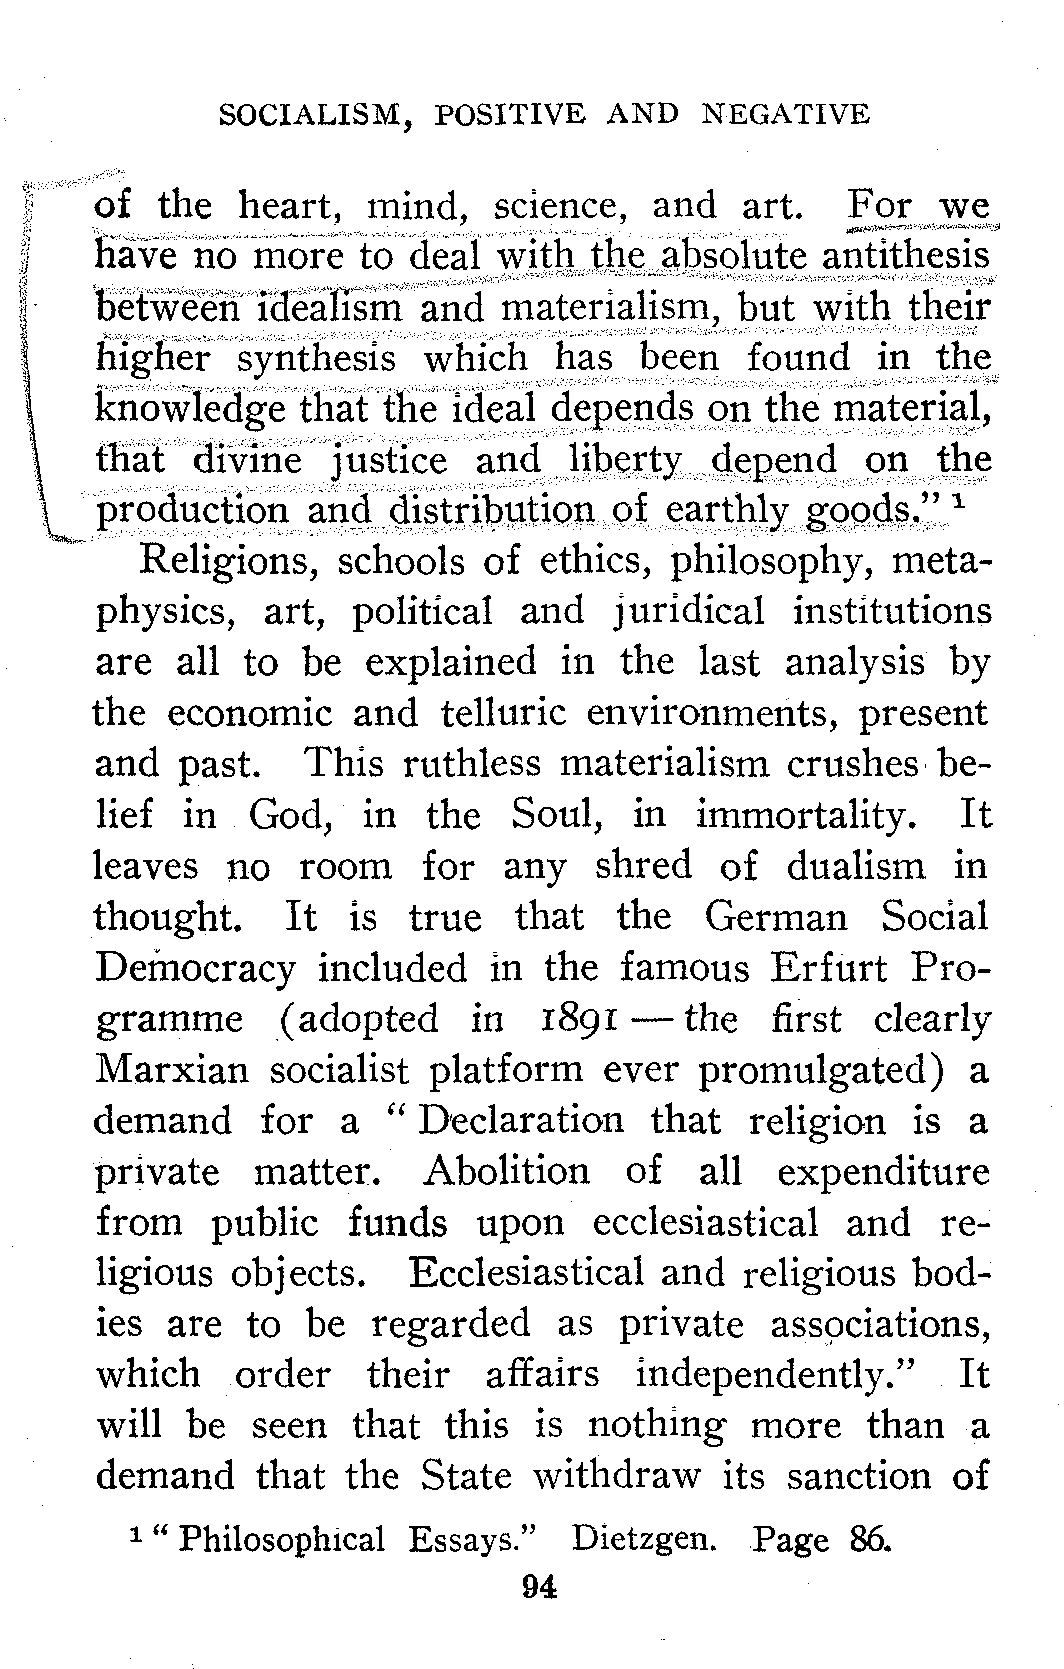 SOCIALISM, POSITIVE AND NEGATIVE
of the heart, mind, science, and art. For we
have no more to deal with the absolute antithesis
between idealism and materialism, but with their
higher synthesis which has been found in the
knowledge that the ideal depends on the material,
that divine justice and liberty depend on the
production and distribution of earthly goods." 1
Religions, schools of ethics, philosophy, meta-
physics, art, political and juridical institutions
are all to be explained in the last analysis by
the economic and telluric environments, present
and past. This ruthless materialism crushes be-
lief in God, in the Soul, in immortality. It
leaves no room for any shred of dualism in
thought. It is true that the German Social
Democracy included in the famous Erfurt Pro-
gramme (adopted in 1891 — the first clearly
Marxian socialist platform ever promulgated) a
demand for a " Declaration that religion is a
private matter. Abolition of all expenditure
from public funds upon ecclesiastical and re-
ligious objects. Ecclesiastical and religious bod-
ies are to be regarded as private associations,
which order their affairs independently." It
will be seen that this is nothing more than a
demand that the State withdraw its sanction of
1 " Philosophical Essays." Dietzgen. Page 86.
94